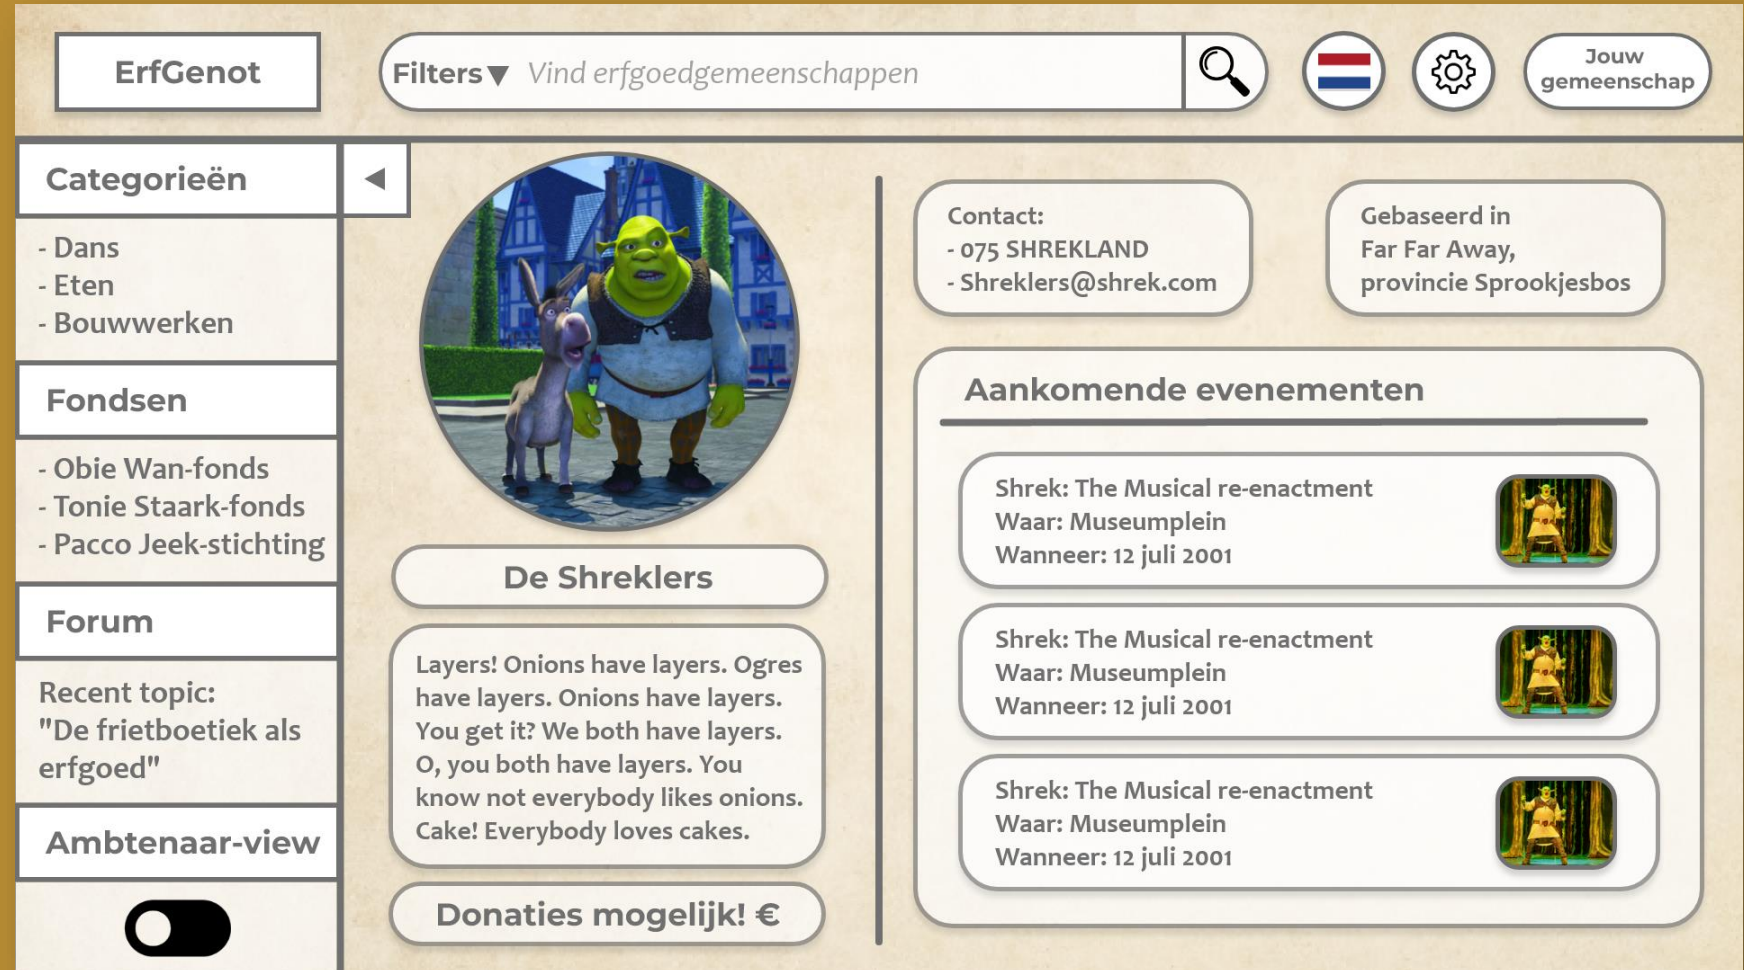 ErfGenot
Filters▼ Vind erfgoedgemeenschappen
Jouw
gemeenschap
Categorieën
- Dans
- Eten
- Bouwwerken
Fondsen
- Obie Wan-fonds
- Tonie Staark-fonds
- Pacco Jeek-stichting
Forum
Recent topic:
"De frietboetiek als
erfgoed"
Ambtenaar-view
De Shreklers
Layers! Onions have layers. Ogres
have layers. Onions have layers.
You get it? We both have layers.
O, you both have layers. You
know not everybody likes onions.
Cake! Everybody loves cakes.
Donaties mogelijk! €
Contact:
- 075 SHREKLAND
- Shreklers@shrek.com
Gebaseerd in
Far Far Away,
provincie Sprookjesbos
Aankomende evenementen
Shrek: The Musical re-enactment
Waar: Museumplein
Wanneer: 12 juli 2001
Shrek: The Musical re-enactment
Waar: Museumplein
Wanneer: 12 juli 2001
Shrek: The Musical re-enactment
Waar: Museumplein
Wanneer: 12 juli 2001